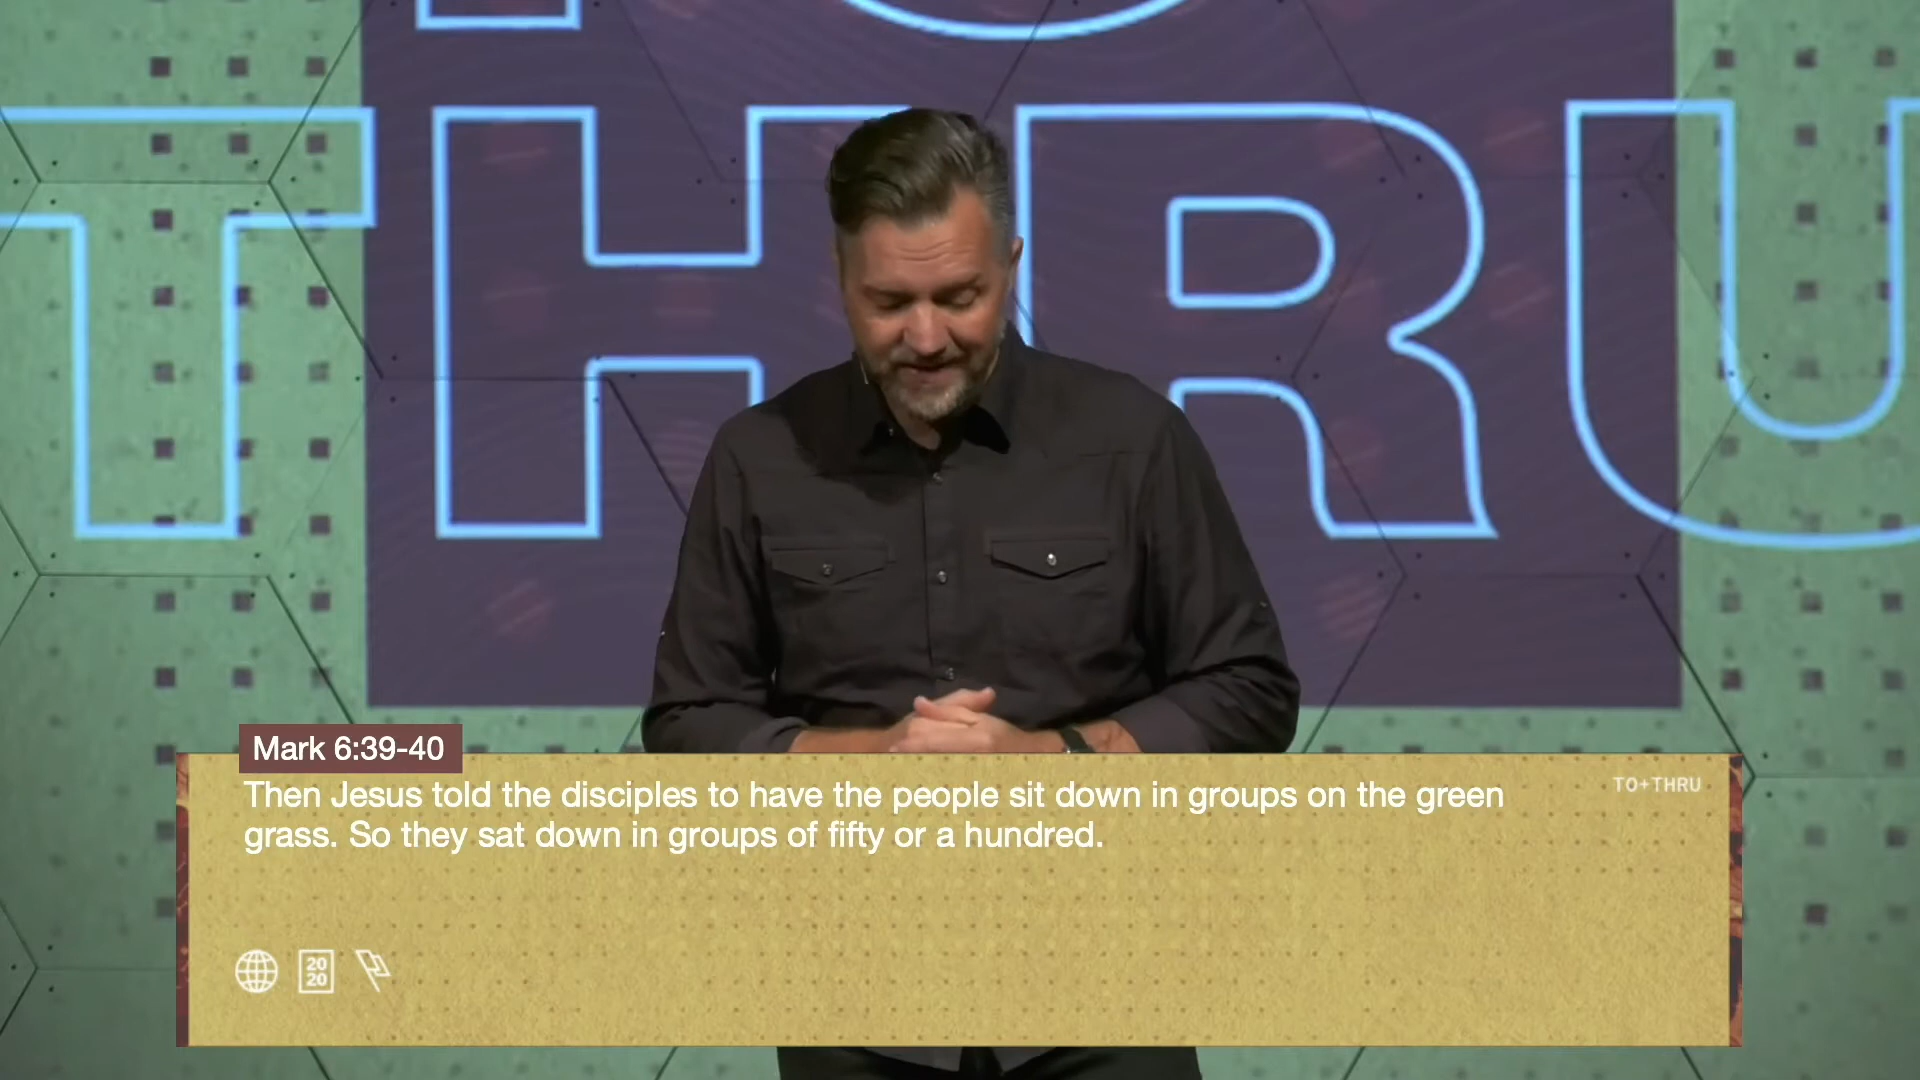 THRU
Mark 6:39-40
Then Jesus told the disciples to have the people sit down in groups on the green
grass. So they sat down in groups of fifty or a hundred.
TO+THRU
20
20